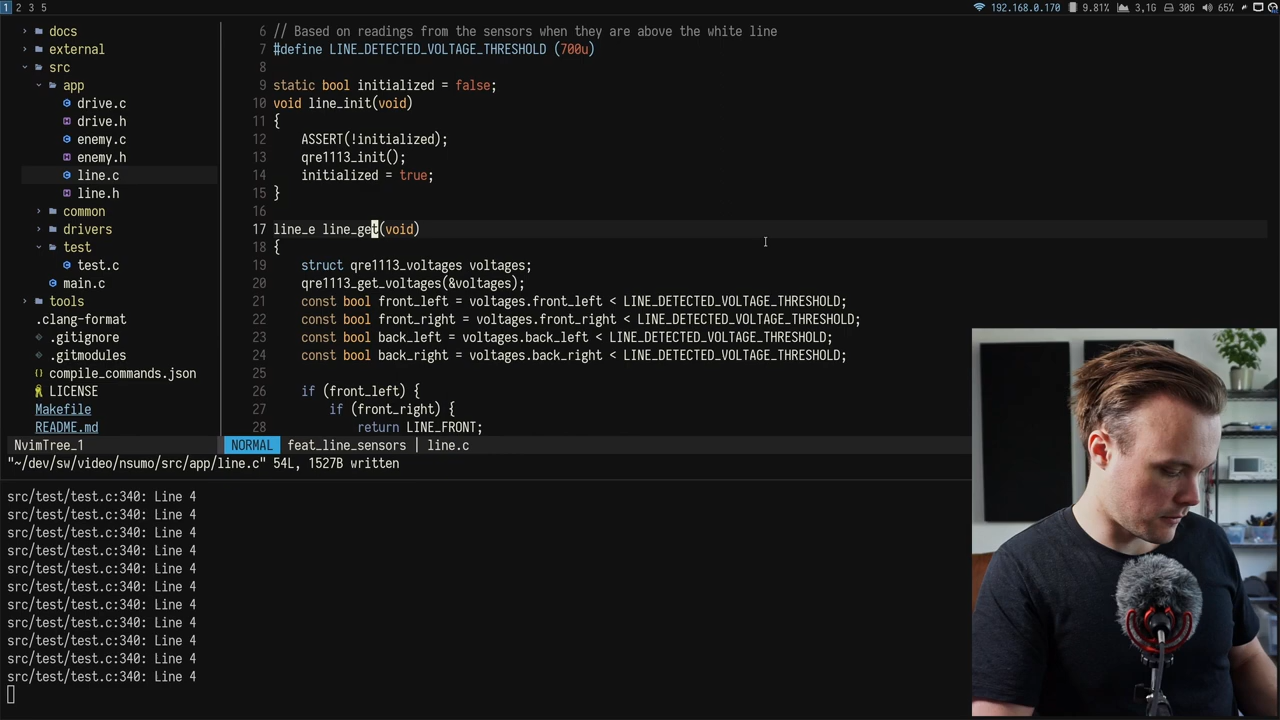 1 2 3 5
192.168.0.170 9.81% 3,1G 30G 65%
docs
external
src
app
drive.c
drive.h
enemy.c
enemy.h
line.c
line.h
common
drivers
test
test.c
main.c
tools
.clang-format
.gitignore
.gitmodules
{} compile_commands.json
LICENSE
Makefile
README.md
6 // Based on readings from the sensors when they are above the white line
7 #define LINE_DETECTED_VOLTAGE_THRESHOLD (700u)
8
9 static bool initialized = false;
10 void line_init(void)
11 {
12 ASSERT(!initialized);
13 qre1113_init();
14 initialized = true;
15 }
16
17 line_e line_get(void)
18 {
19 struct qre1113_voltages voltages;
20 qre1113_get_voltages(&voltages);
21 const bool front_left = voltages.front_left < LINE_DETECTED_VOLTAGE_THRESHOLD;
22 const bool front_right = voltages.front_right < LINE_DETECTED_VOLTAGE_THRESHOLD;
23 const bool back_left = voltages.back_left < LINE_DETECTED_VOLTAGE_THRESHOLD;
24 const bool back_right = voltages.back_right < LINE_DETECTED_VOLTAGE_THRESHOLD;
25
26 if (front_left) {
27 if (front_right) {
28 return LINE_FRONT;
NvimTree_1
NORMAL feat_line_sensors | line.c
"~/dev/sw/video/nsumo/src/app/line.c" 54L, 1527B written
src/test/test.c:340: Line 4
src/test/test.c:340: Line 4
src/test/test.c:340: Line 4
src/test/test.c:340: Line 4
src/test/test.c:340: Line 4
src/test/test.c:340: Line 4
src/test/test.c:340: Line 4
src/test/test.c:340: Line 4
src/test/test.c:340: Line 4
src/test/test.c:340: Line 4
src/test/test.c:340: Line 4